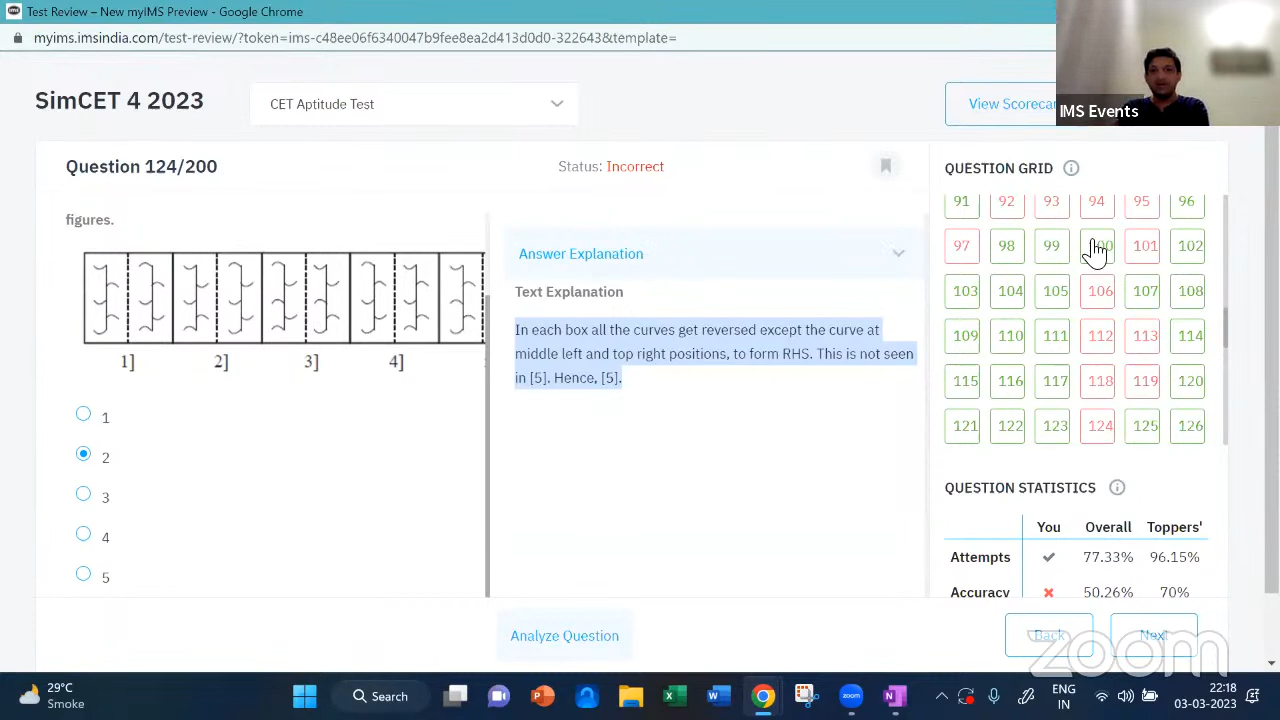 Test Review – New myIMS Preview - Google Chrome
myims.imsindia.com/test-review/?token=ims-c48ee06f6340047b9fee8ea2d413d0d0-322643&template=
SimCET 4 2023
CET Aptitude Test
View Scorecar
IMS Events
Question 124/200
Status: Incorrect
figures.
1] 2] 3] 4]
1
2
3
4
5
Answer Explanation
Text Explanation
In each box all the curves get reversed except the curve at
middle left and top right positions, to form RHS. This is not seen
in [5]. Hence, [5].
Analyze Question
QUESTION GRID
91 92 93 94 95 96
97 98 99 100 101 102
103 104 105 106 107 108
109 110 111 112 113 114
115 116 117 118 119 120
121 122 123 124 125 126
QUESTION STATISTICS
You Overall Toppers'
Attempts 77.33% 96.15%
Accuracy 50.26% 70%
Back Next
zoom
29°C
Smoke
Search
zoom
ENG
IN
22:18
03-03-2023